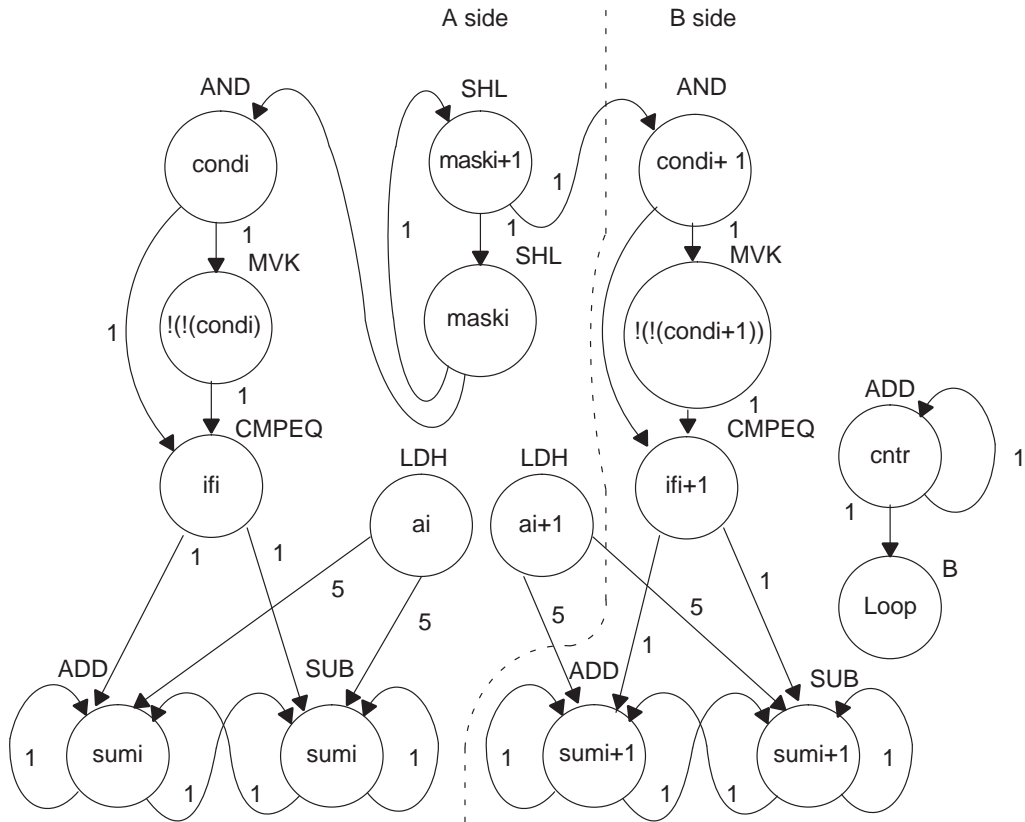 A side
B side
AND
SHL
AND
condi
maski+1
condi+ 1
1
1
1
1
1
MVK
SHL
MVK
!(!(condi)
maski
!(!(condi+1))
1
1
1
ADD
CMPEQ
CMPEQ
LDH
LDH
cntr
1
ifi
ai
ai+1
ifi+1
1
1
1
B
1
5
5
5
5
1
Loop
1
ADD
SUB
ADD
SUB
sumi
sumi
sumi+1
sumi+1
1
1
1
1
1
1
1
1